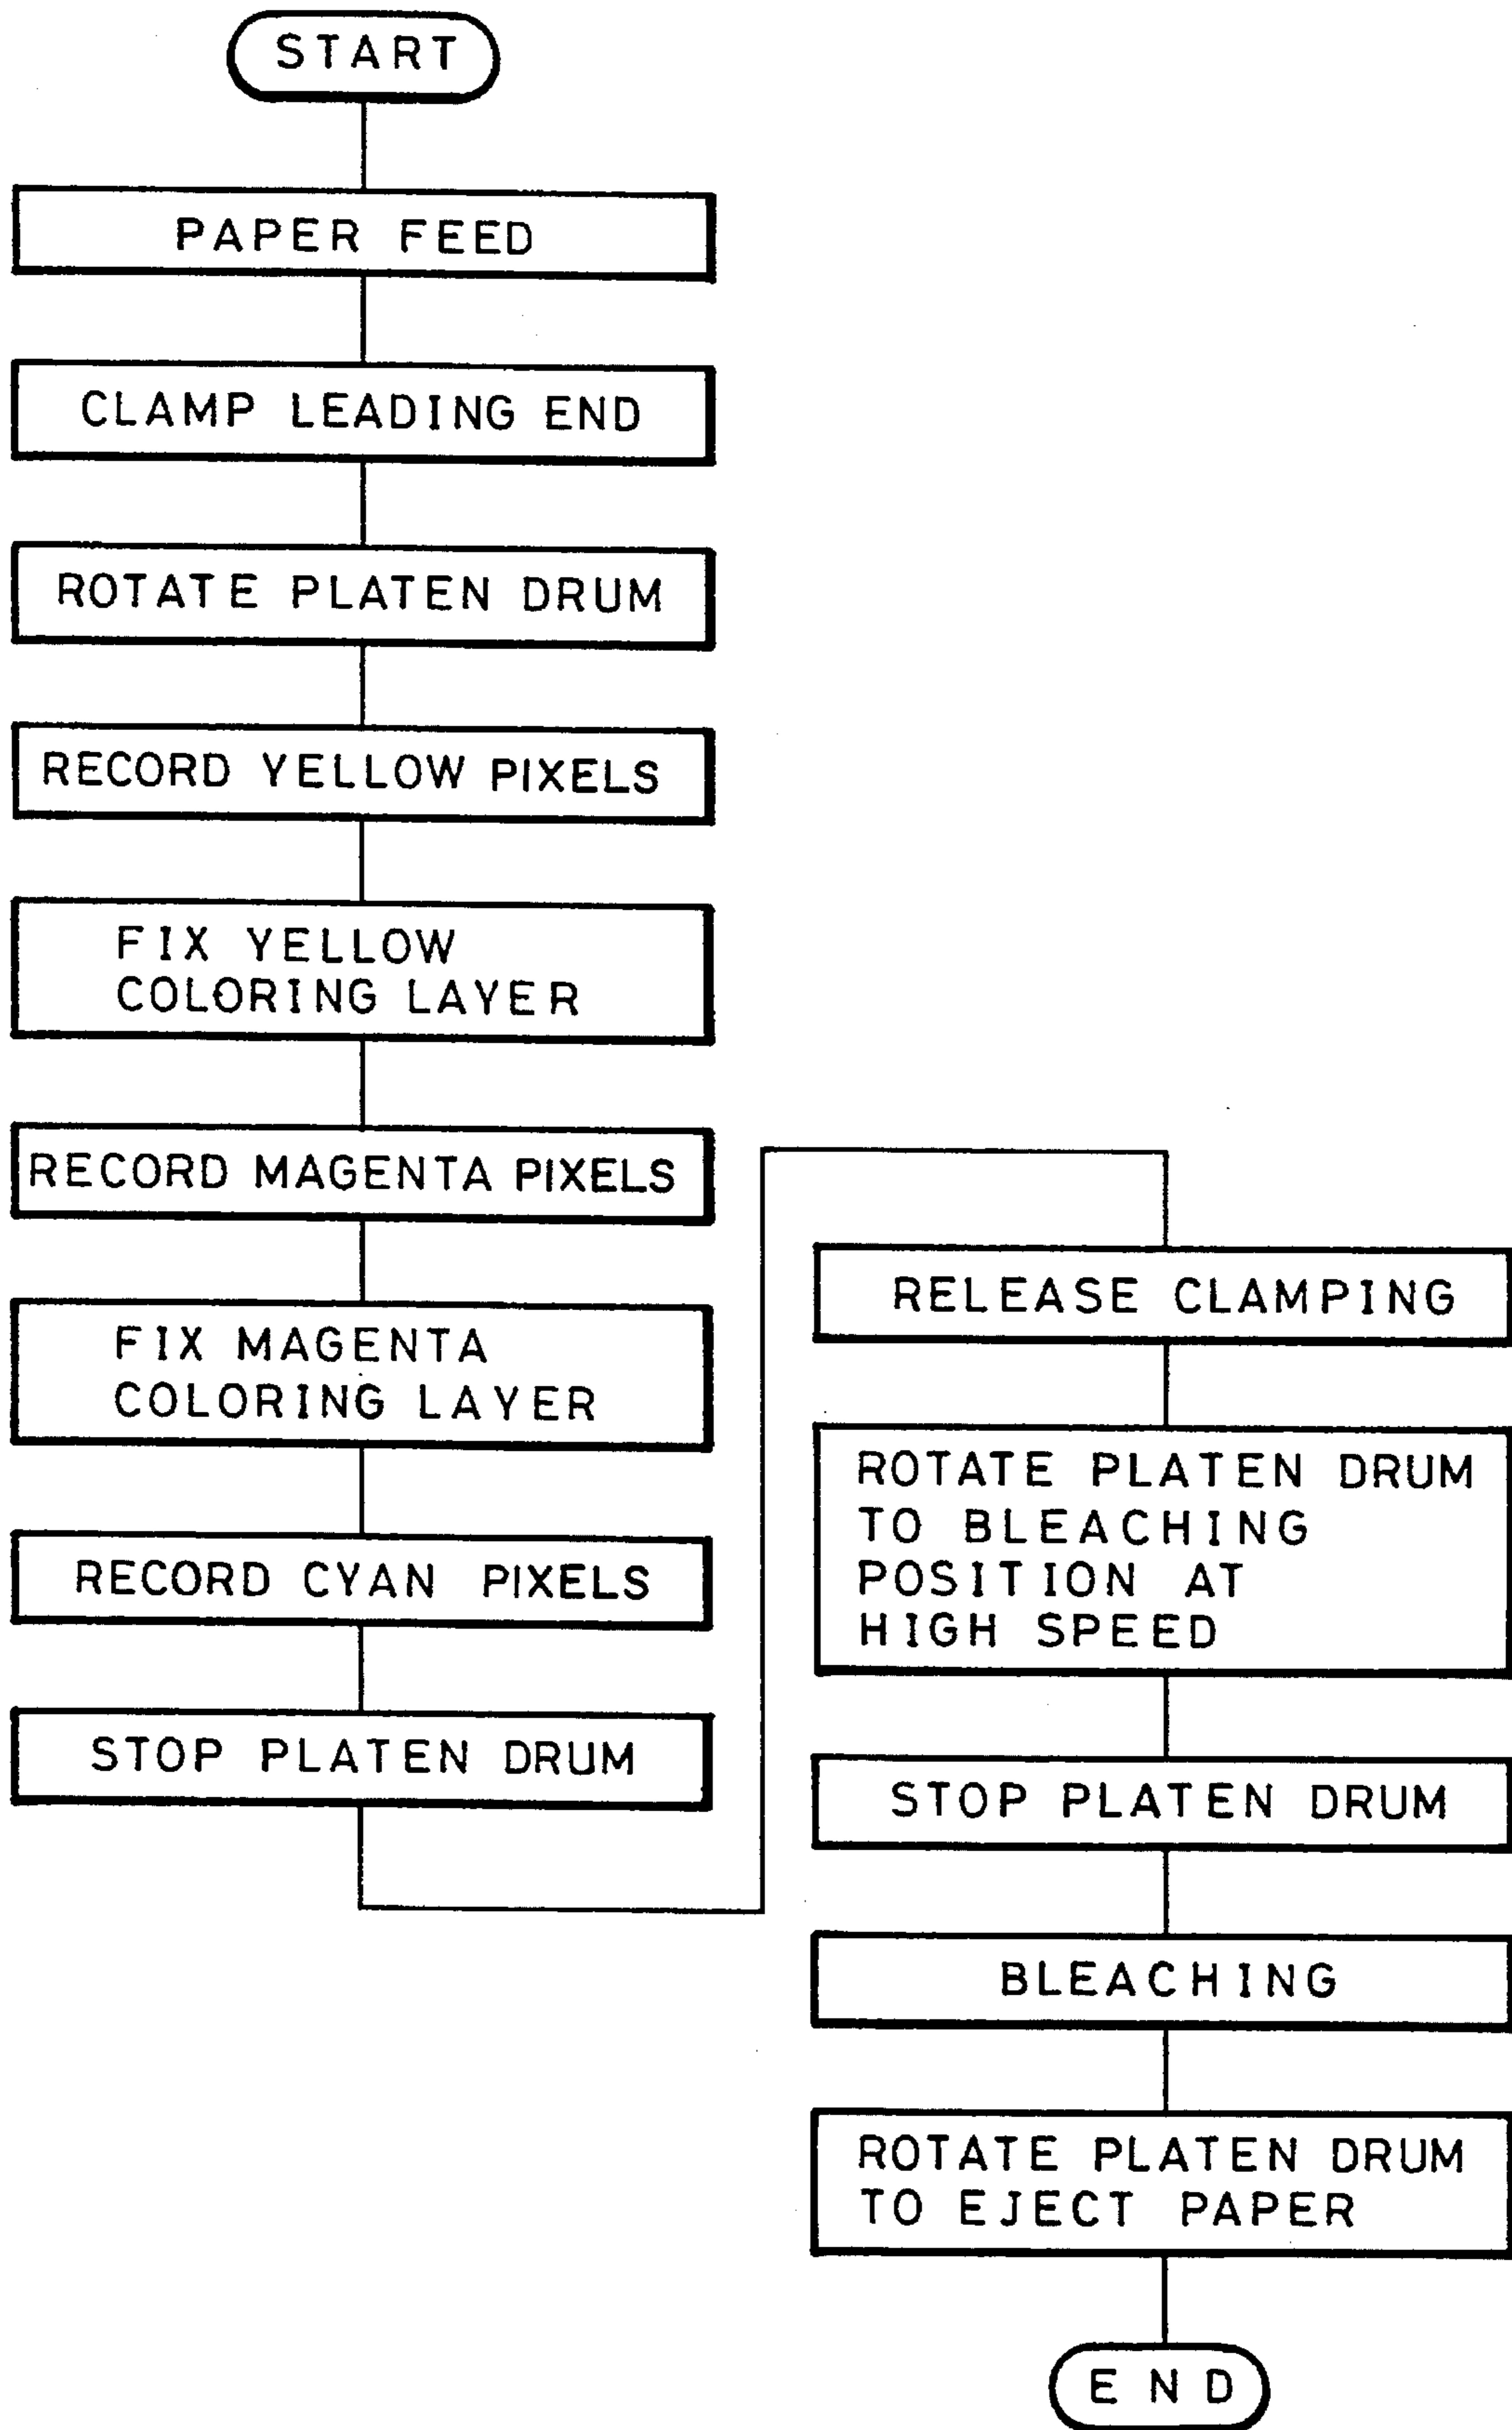 START
PAPER FEED
CLAMP LEADING END
ROTATE PLATEN DRUM
RECORD YELLOW PIXELS
FIX YELLOW
COLORING LAYER
RECORD MAGENTA PIXELS
FIX MAGENTA
COLORING LAYER
RECORD CYAN PIXELS
STOP PLATEN DRUM
RELEASE CLAMPING
ROTATE PLATEN DRUM
TO BLEACHING
POSITION AT
HIGH SPEED
STOP PLATEN DRUM
BLEACHING
ROTATE PLATEN DRUM
TO EJECT PAPER
END